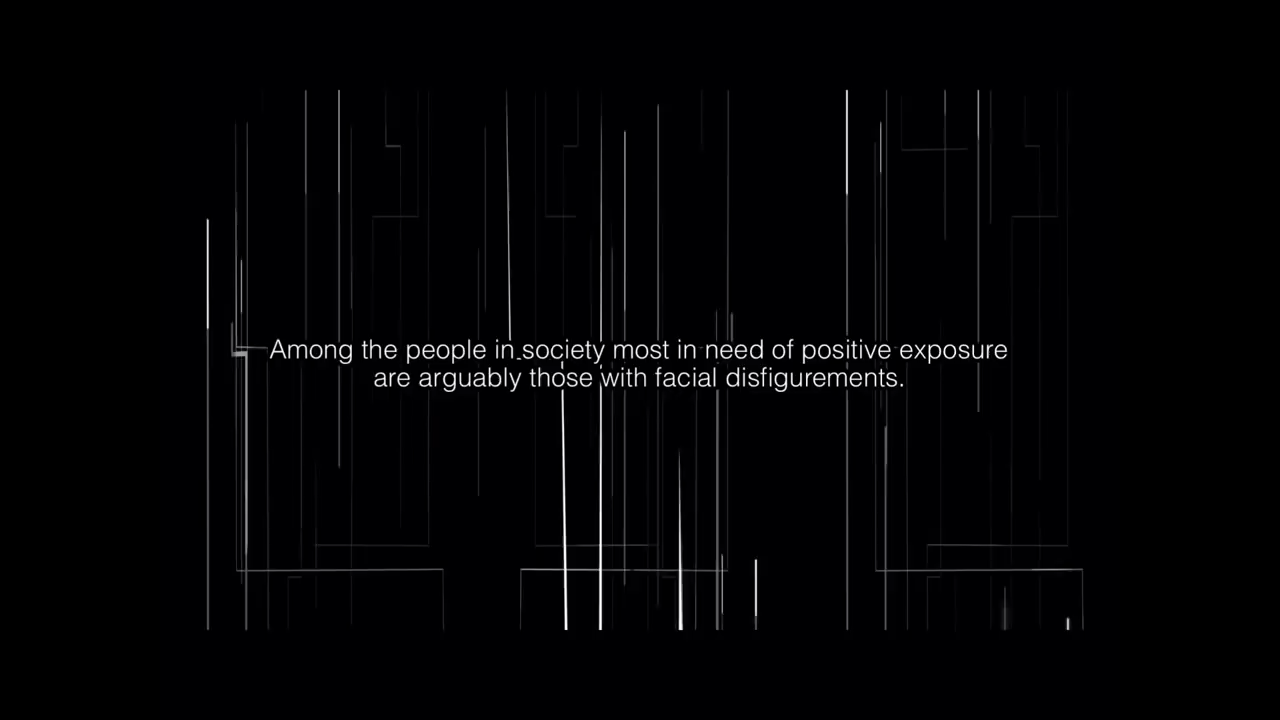 Among the people in society most in need of positive exposure
are arguably those with facial disfigurements.